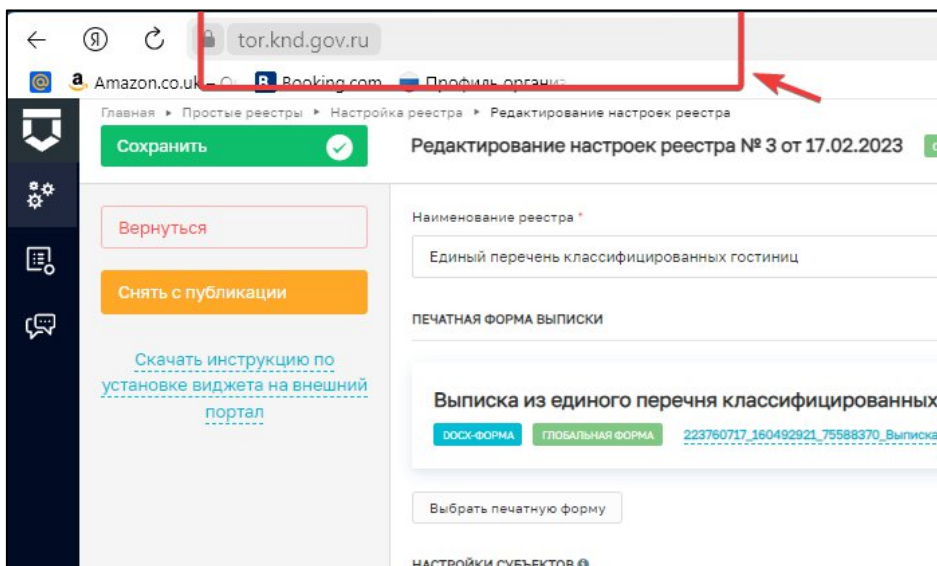 tor.knd.gov.ru
Amazon.co.uk – Booking.com Профиль организ
Главная ▸ Простые реестры ▸ Настройка реестра ▸ Редактирование настроек реестра
Сохранить
Редактирование настроек реестра № 3 от 17.02.2023
Вернуться
Наименование реестра *
Единый перечень классифицированных гостиниц
Снять с публикации
ПЕЧАТНАЯ ФОРМА ВЫПИСКИ
Скачать инструкцию по
установке виджета на внешний
портал
Выписка из единого перечня классифицированных
DOCX-ФОРМА ГЛОБАЛЬНАЯ ФОРМА 223760717_160492921_75588370_Выписка
Выбрать печатную форму
НАСТРОЙКИ СУБЪЕКТОВ